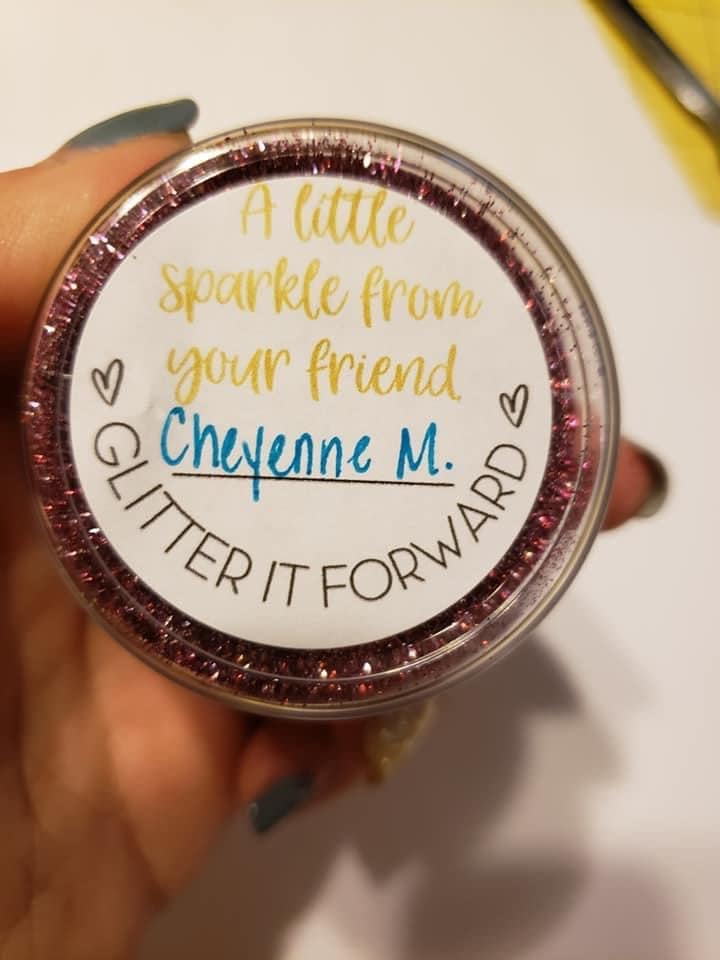 A little
sparkle from
your friend
Cheyenne M.
GLITTER IT FORWARD